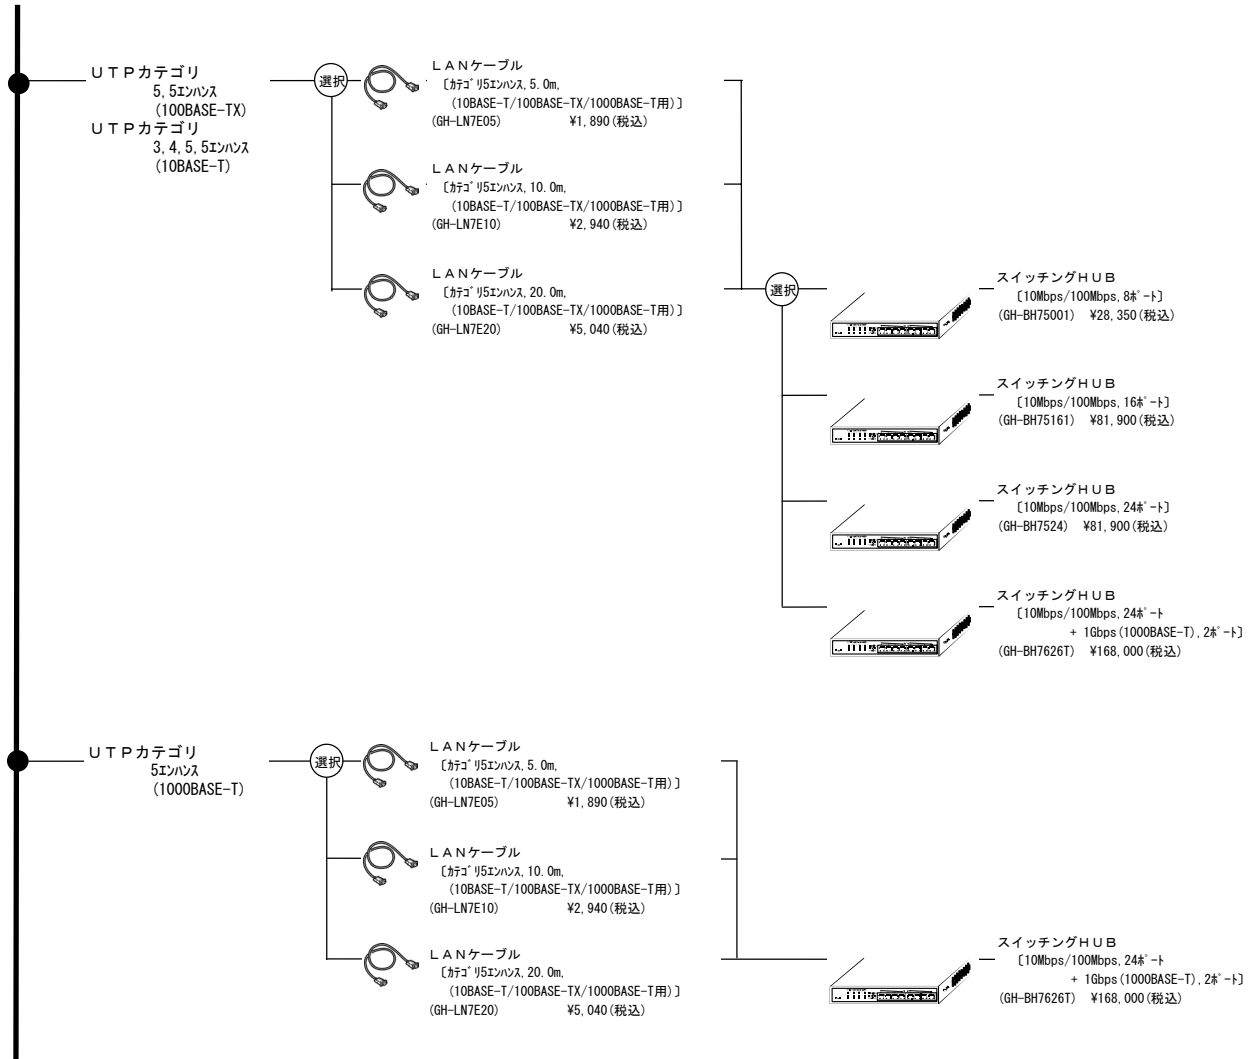 ＵＴＰカテゴリ
5,5ｴﾝﾊﾝｽ
(100BASE-TX)
ＵＴＰカテゴリ
3,4,5,5ｴﾝﾊﾝｽ
(10BASE-T)
選択
ＬＡＮケーブル
〔ｶﾃｺﾞﾘ5ｴﾝﾊﾝｽ,5.0m,
(10BASE-T/100BASE-TX/1000BASE-T用)〕
(GH-LN7E05) ¥1,890(税込)
ＬＡＮケーブル
〔ｶﾃｺﾞﾘ5ｴﾝﾊﾝｽ,10.0m,
(10BASE-T/100BASE-TX/1000BASE-T用)〕
(GH-LN7E10) ¥2,940(税込)
ＬＡＮケーブル
〔ｶﾃｺﾞﾘ5ｴﾝﾊﾝｽ,20.0m,
(10BASE-T/100BASE-TX/1000BASE-T用)〕
(GH-LN7E20) ¥5,040(税込)
選択
スイッチングＨＵＢ
〔10Mbps/100Mbps,8ﾎﾟｰﾄ〕
(GH-BH75001) ¥28,350(税込)
スイッチングＨＵＢ
〔10Mbps/100Mbps,16ﾎﾟｰﾄ〕
(GH-BH75161) ¥81,900(税込)
スイッチングＨＵＢ
〔10Mbps/100Mbps,24ﾎﾟｰﾄ〕
(GH-BH7524) ¥81,900(税込)
スイッチングＨＵＢ
〔10Mbps/100Mbps,24ﾎﾟｰﾄ
+ 1Gbps(1000BASE-T),2ﾎﾟｰﾄ〕
(GH-BH7626T) ¥168,000(税込)
ＵＴＰカテゴリ
5ｴﾝﾊﾝｽ
(1000BASE-T)
選択
ＬＡＮケーブル
〔ｶﾃｺﾞﾘ5ｴﾝﾊﾝｽ,5.0m,
(10BASE-T/100BASE-TX/1000BASE-T用)〕
(GH-LN7E05) ¥1,890(税込)
ＬＡＮケーブル
〔ｶﾃｺﾞﾘ5ｴﾝﾊﾝｽ,10.0m,
(10BASE-T/100BASE-TX/1000BASE-T用)〕
(GH-LN7E10) ¥2,940(税込)
ＬＡＮケーブル
〔ｶﾃｺﾞﾘ5ｴﾝﾊﾝｽ,20.0m,
(10BASE-T/100BASE-TX/1000BASE-T用)〕
(GH-LN7E20) ¥5,040(税込)
スイッチングＨＵＢ
〔10Mbps/100Mbps,24ﾎﾟｰﾄ
+ 1Gbps(1000BASE-T),2ﾎﾟｰﾄ〕
(GH-BH7626T) ¥168,000(税込)